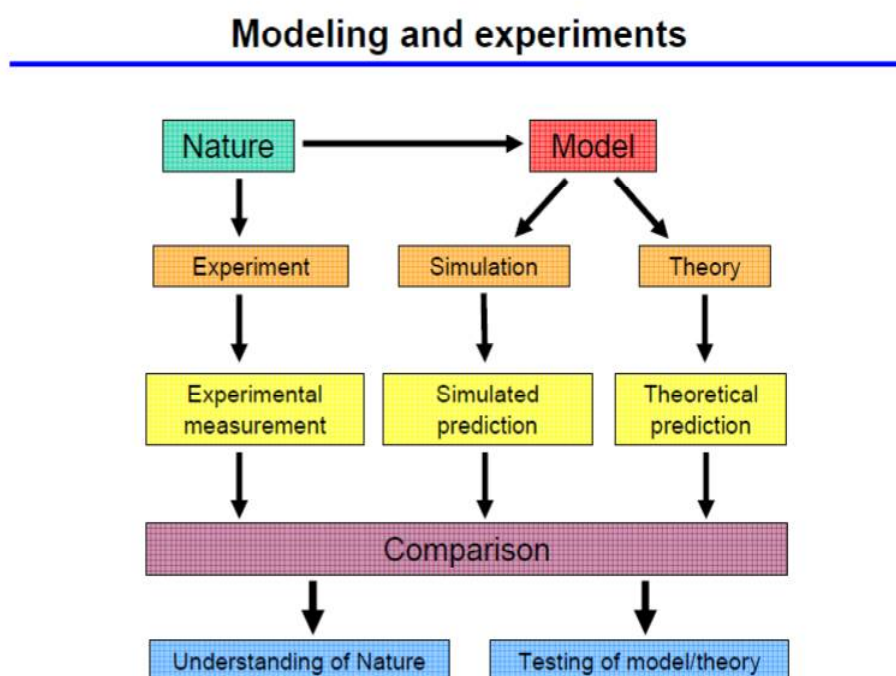 Modeling and experiments
Nature
Model
Experiment
Simulation
Theory
Experimental
measurement
Simulated
prediction
Theoretical
prediction
Comparison
Understanding of Nature
Testing of model/theory